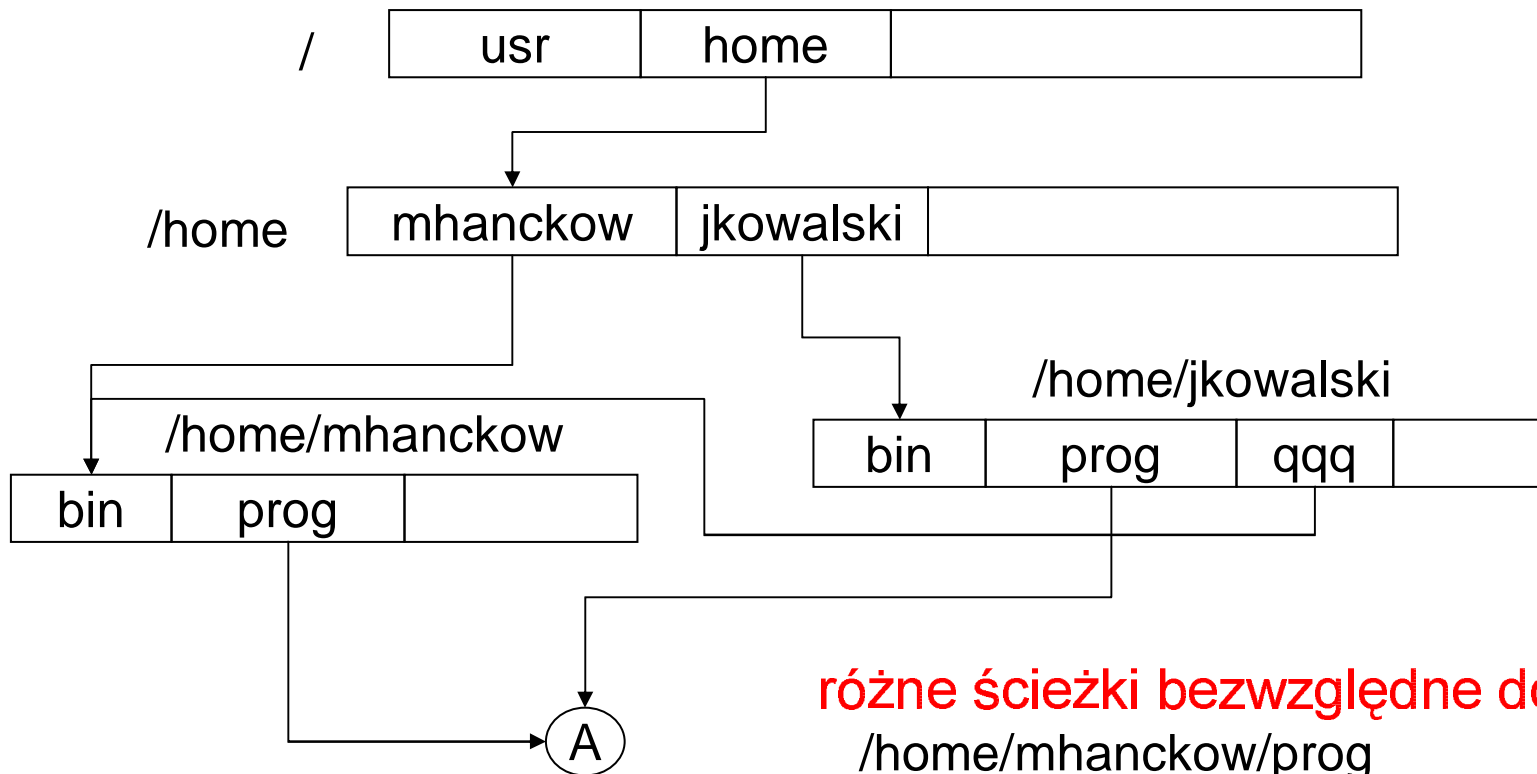 / usr home
/home mhanckow jkowalski
/home/jkowalski
/home/mhanckow
bin prog qqq
bin prog
różne ścieżki bezwzględne do
A
/home/mhanckow/prog